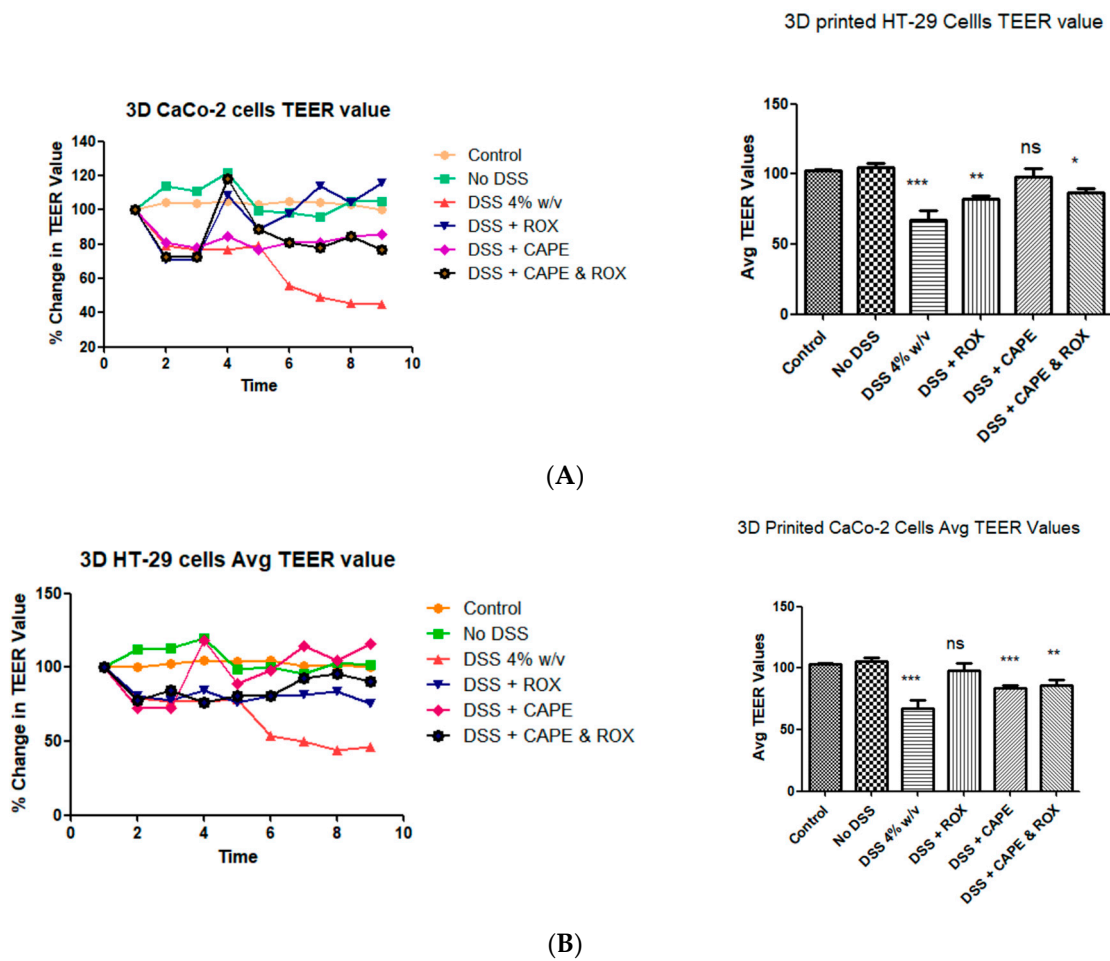 3D printed HT-29 Cellls TEER value
3D CaCo-2 cells TEER value
% Change in TEER Value
140
120
100
80
60
40
20
0
2
4
6
8
10
Time
Control
No DSS
DSS 4% w/v
DSS + ROX
DSS + CAPE
DSS + CAPE & ROX
Avg TEER Values
150
100
50
0
***
**
ns
*
Control
No DSS
DSS 4% w/v
DSS + ROX
DSS + CAPE
DSS + CAPE & ROX
(A)
3D HT-29 cells Avg TEER value
% Change in TEER Value
150
100
50
0
0
2
4
6
8
10
Time
Control
No DSS
DSS 4% w/v
DSS + ROX
DSS + CAPE
DSS + CAPE & ROX
3D Prinited CaCo-2 Cells Avg TEER Values
Avg TEER Values
150
100
50
0
***
ns
***
**
Control
No DSS
DSS 4% w/v
DSS + ROX
DSS + CAPE
DSS + CAPE & ROX
(B)